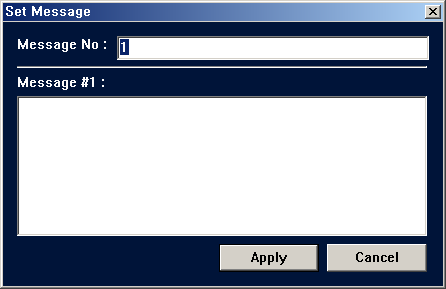 Set Message
Message No :
1
Message #1 :
Apply
Cancel